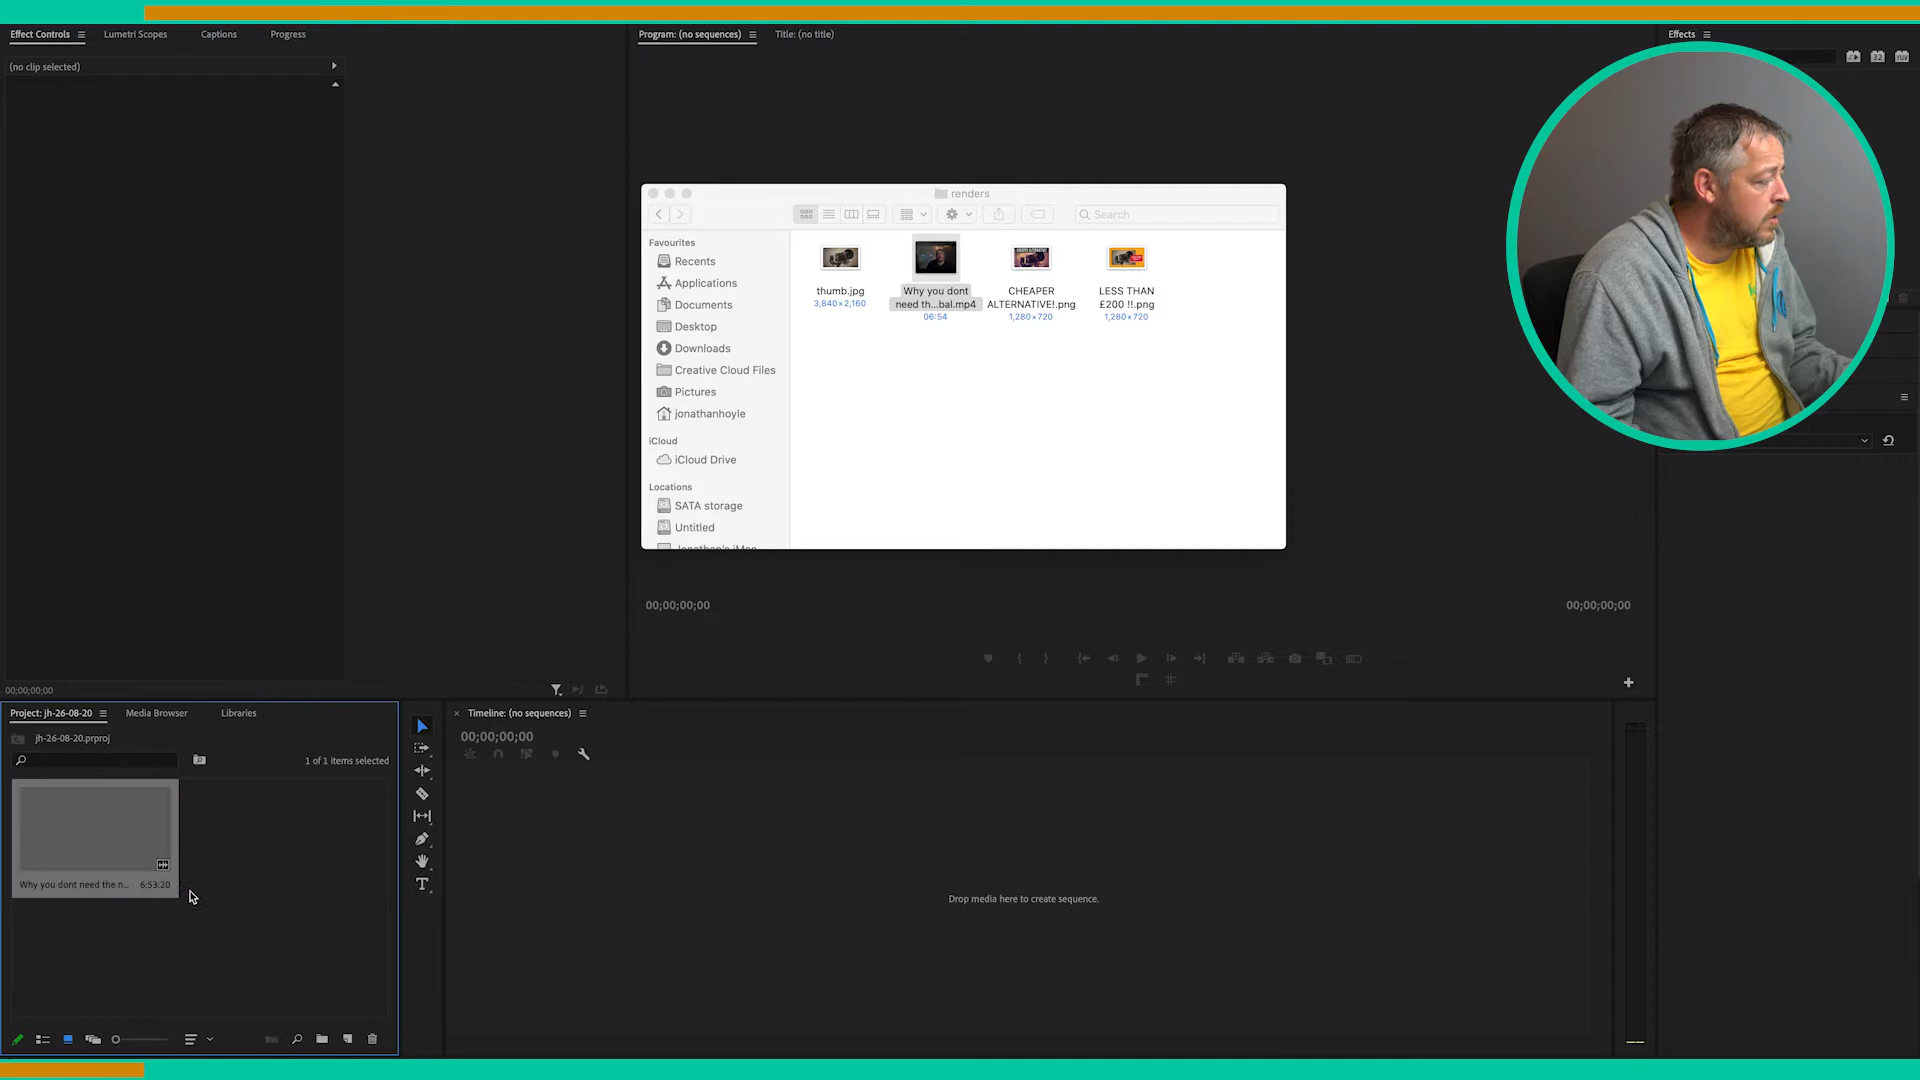 Effect Controls
Lumetri Scopes
Captions
Progress
Program: (no sequences)
Title: (no title)
Effects
(no clip selected)
32
YUV
renders
Search
Favourites
Recents
Applications
Documents
Desktop
Downloads
Creative Cloud Files
Pictures
jonathanhoyle
iCloud
iCloud Drive
Locations
SATA storage
Untitled
Jonathan's iMac
thumb.jpg
3,840×2,160
Why you dont
need th...bal.mp4
06:54
CHEAPER
ALTERNATIVE!.png
1,280×720
LESS THAN
£200 !!.png
1,280×720
00;00;00;00
00;00;00;00
00;00;00;00
Project: jh-26-08-20
Media Browser
Libraries
jh-26-08-20.prproj
1 of 1 items selected
Why you dont need the n...
6:53:20
Timeline: (no sequences)
00;00;00;00
Drop media here to create sequence.